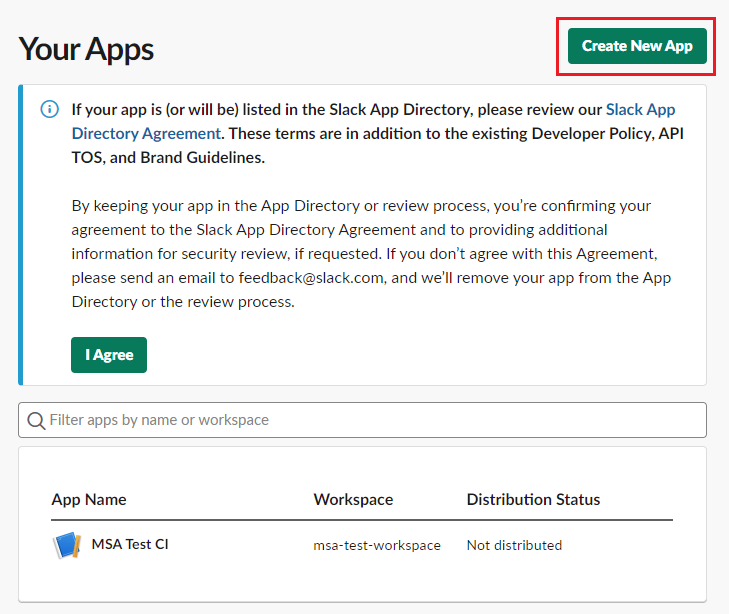 Your Apps
Create New App
If your app is (or will be) listed in the Slack App Directory, please review our Slack App
Directory Agreement. These terms are in addition to the existing Developer Policy, API
TOS, and Brand Guidelines.
By keeping your app in the App Directory or review process, you’re confirming your
agreement to the Slack App Directory Agreement and to providing additional
information for security review, if requested. If you don’t agree with this Agreement,
please send an email to feedback@slack.com, and we’ll remove your app from the App
Directory or the review process.
I Agree
Filter apps by name or workspace
App Name Workspace Distribution Status
MSA Test CI msa-test-workspace Not distributed